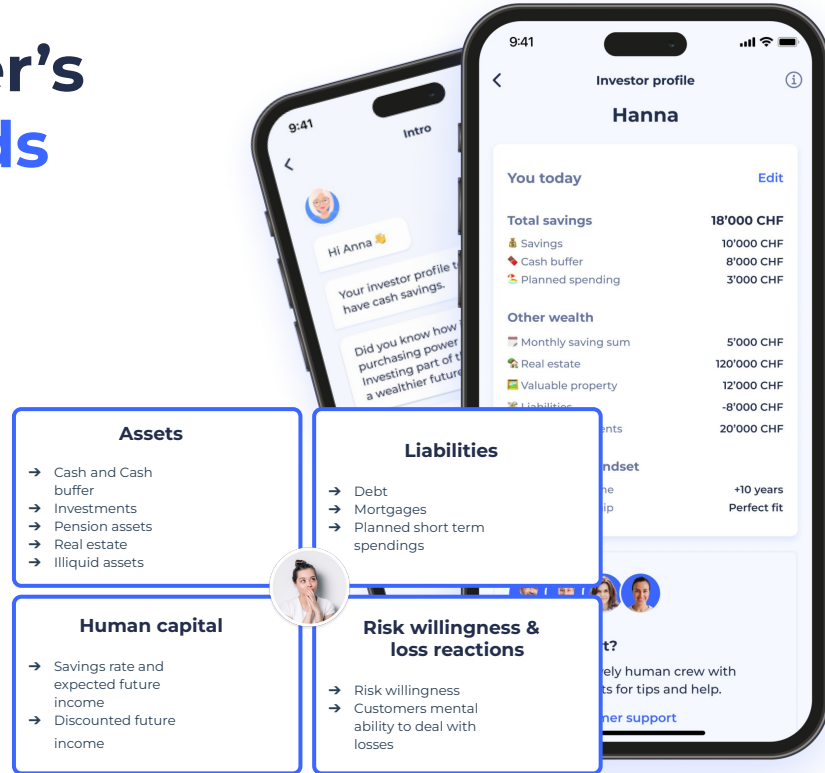 er's
ds
9:41
Intro
Hi Anna 👋
Your investor profile t
have cash savings.
Did you know how
purchasing power
Investing part of t
a wealthier future
9:41
Investor profile
Hanna
You today Edit
Total savings 18'000 CHF
Savings 10'000 CHF
Cash buffer 8'000 CHF
Planned spending 3'000 CHF
Other wealth
Monthly saving sum 5'000 CHF
Real estate 120'000 CHF
Valuable property 12'000 CHF
Liabilities -8'000 CHF
ents 20'000 CHF
ndset
ne +10 years
ip Perfect fit
t?
ely human crew with
ts for tips and help.
ner support
Assets
➔ Cash and Cash
buffer
➔ Investments
➔ Pension assets
➔ Real estate
➔ Illiquid assets
Liabilities
➔ Debt
➔ Mortgages
➔ Planned short term
spendings
Human capital
➔ Savings rate and
expected future
income
➔ Discounted future
income
Risk willingness &
loss reactions
➔ Risk willingness
➔ Customers mental
ability to deal with
losses